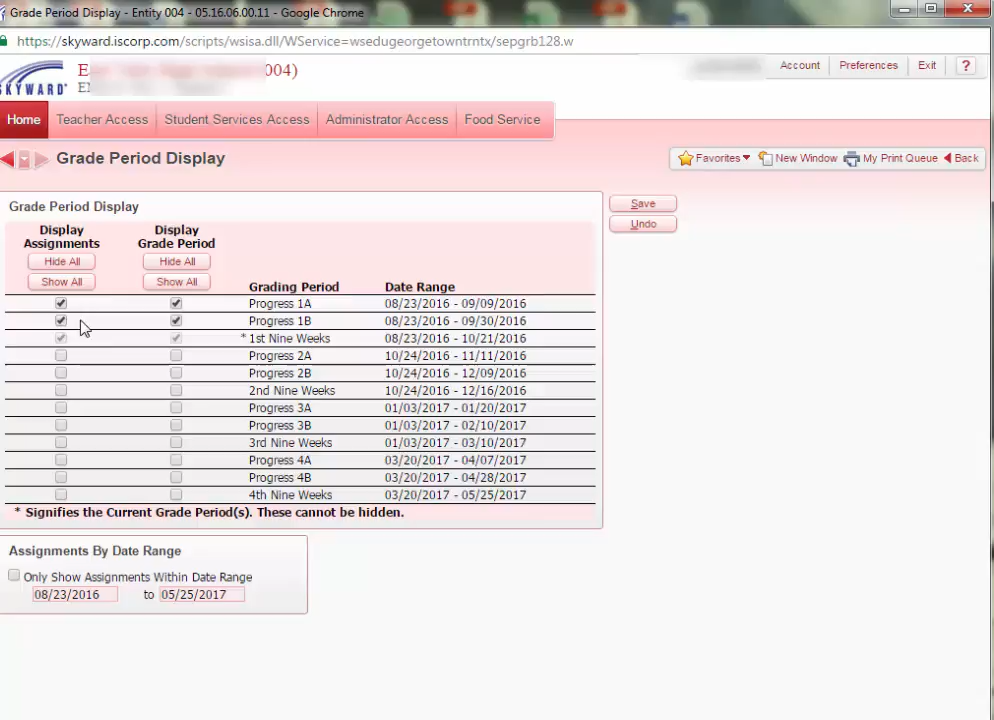 Grade Period Display - Entity 004 - 05.16.06.00.11 - Google Chrome
https://skyward.iscorp.com/scripts/wsisa.dll/WService=wsedugeorgetowntrntx/sepgrb128.w
SKYWARD®
004)
Account Preferences Exit ?
Home Teacher Access Student Services Access Administrator Access Food Service
Grade Period Display
Favorites New Window My Print Queue Back
Grade Period Display
Save
Undo
Display Display
Assignments Grade Period
Hide All Hide All
Show All Show All
Grading Period Date Range
Progress 1A 08/23/2016 - 09/09/2016
Progress 1B 08/23/2016 - 09/30/2016
* 1st Nine Weeks 08/23/2016 - 10/21/2016
Progress 2A 10/24/2016 - 11/11/2016
Progress 2B 10/24/2016 - 12/09/2016
2nd Nine Weeks 10/24/2016 - 12/16/2016
Progress 3A 01/03/2017 - 01/20/2017
Progress 3B 01/03/2017 - 02/10/2017
3rd Nine Weeks 01/03/2017 - 03/10/2017
Progress 4A 03/20/2017 - 04/07/2017
Progress 4B 03/20/2017 - 04/28/2017
4th Nine Weeks 03/20/2017 - 05/25/2017
* Signifies the Current Grade Period(s). These cannot be hidden.
Assignments By Date Range
Only Show Assignments Within Date Range
08/23/2016 to 05/25/2017